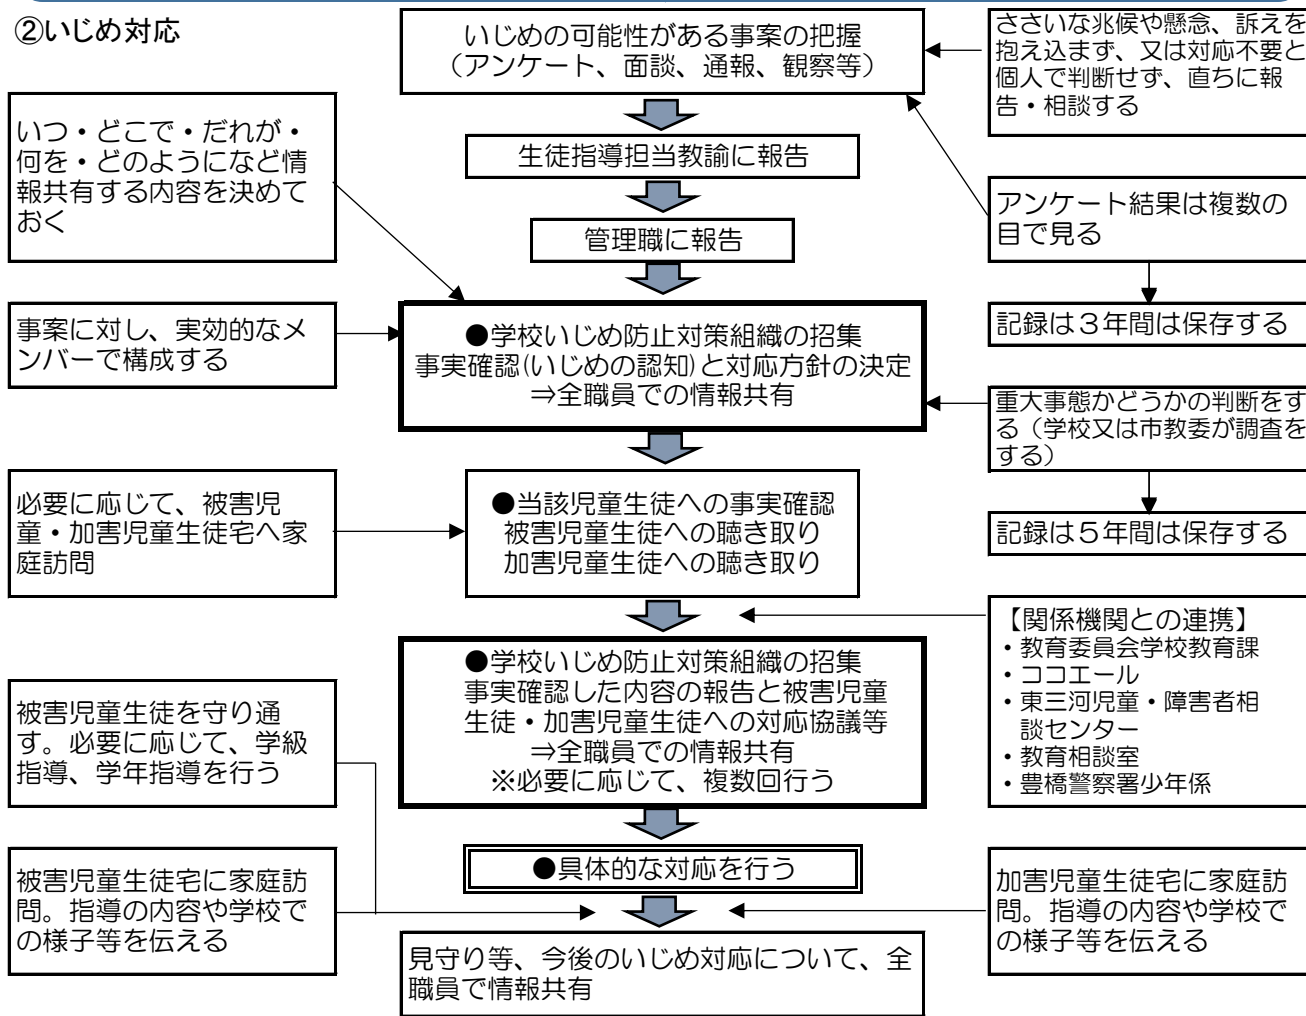 ②いじめ対応
いじめの可能性がある事案の把握
（アンケート、面談、通報、観察等）
ささいな兆候や懸念、訴えを
抱え込まず、又は対応不要と
個人で判断せず、直ちに報
告・相談する
いつ・どこで・だれが・
何を・どのようになど情
報共有する内容を決めて
おく
生徒指導担当教諭に報告
アンケート結果は複数の
目で見る
管理職に報告
記録は３年間は保存する
事案に対し、実効的なメ
ンバーで構成する
●学校いじめ防止対策組織の招集
事実確認(いじめの認知)と対応方針の決定
⇒全職員での情報共有
重大事態かどうかの判断をす
る（学校又は市教委が調査を
する）
記録は５年間は保存する
必要に応じて、被害児
童・加害児童生徒宅へ家
庭訪問
●当該児童生徒への事実確認
被害児童生徒への聴き取り
加害児童生徒への聴き取り
【関係機関との連携】
・教育委員会学校教育課
・ココエール
・東三河児童・障害者相
談センター
・教育相談室
・豊橋警察署少年係
●学校いじめ防止対策組織の招集
事実確認した内容の報告と被害児童
生徒・加害児童生徒への対応協議等
⇒全職員での情報共有
※必要に応じて、複数回行う
被害児童生徒を守り通
す。必要に応じて、学級
指導、学年指導を行う
●具体的な対応を行う
被害児童生徒宅に家庭訪
問。指導の内容や学校で
の様子等を伝える
加害児童生徒宅に家庭訪
問。指導の内容や学校で
の様子等を伝える
見守り等、今後のいじめ対応について、全
職員で情報共有